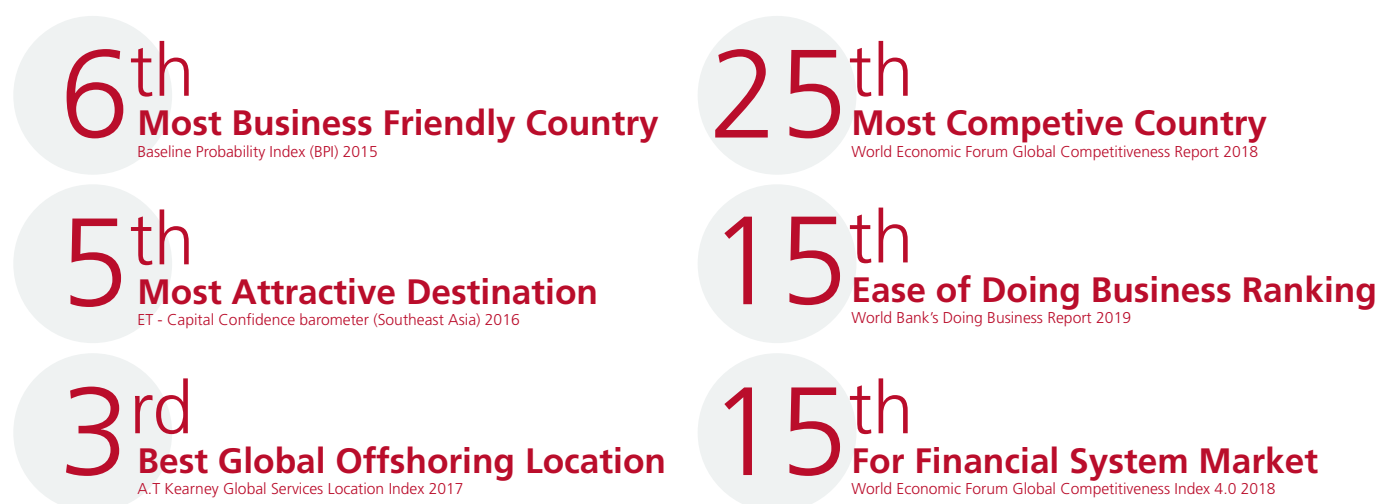 6th
Most Business Friendly Country
Baseline Probability Index (BPI) 2015
5th
Most Attractive Destination
ET - Capital Confidence barometer (Southeast Asia) 2016
3rd
Best Global Offshoring Location
A.T Kearney Global Services Location Index 2017
25th
Most Competive Country
World Economic Forum Global Competitiveness Report 2018
15th
Ease of Doing Business Ranking
World Bank's Doing Business Report 2019
15th
For Financial System Market
World Economic Forum Global Competitiveness Index 4.0 2018